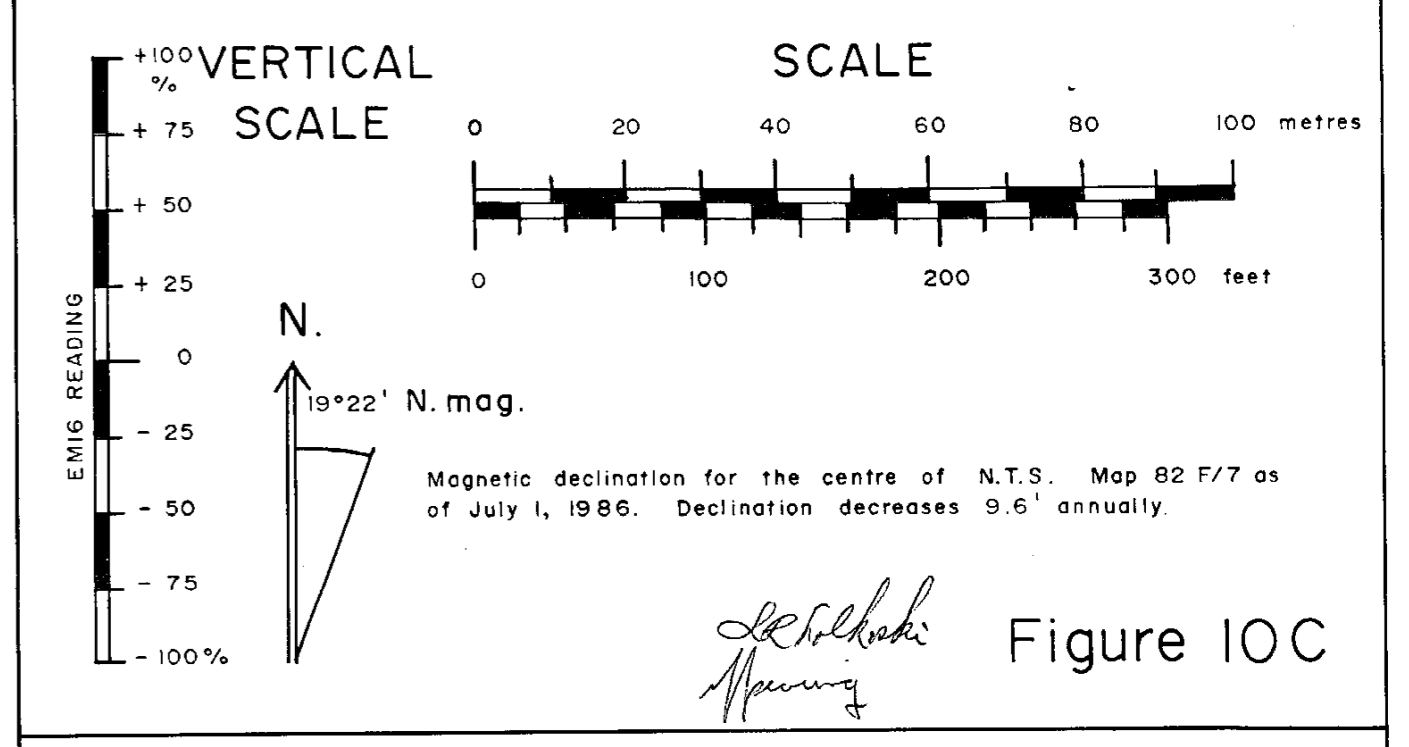 VERTICAL
SCALE
+100
%
+ 75
+ 50
+ 25
0
- 25
- 50
- 75
- 100%
EM16 READING
SCALE
0 20 40 60 80 100 metres
0 100 200 300 feet
N.
19°22' N. mag.
Magnetic declination for the centre of N.T.S. Map 82 F/7 as
of July 1, 1986. Declination decreases 9.6' annually.
Figure 10C